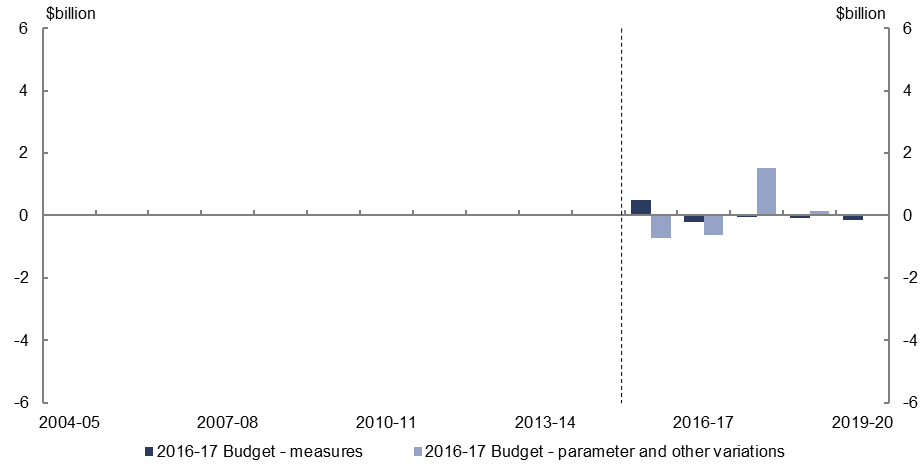 $billion $billion
6 6
4 4
2 2
0 0
-2 -2
-4 -4
-6 -6
2004-05 2007-08 2010-11 2013-14 2016-17 2019-20
2016-17 Budget - measures 2016-17 Budget - parameter and other variations